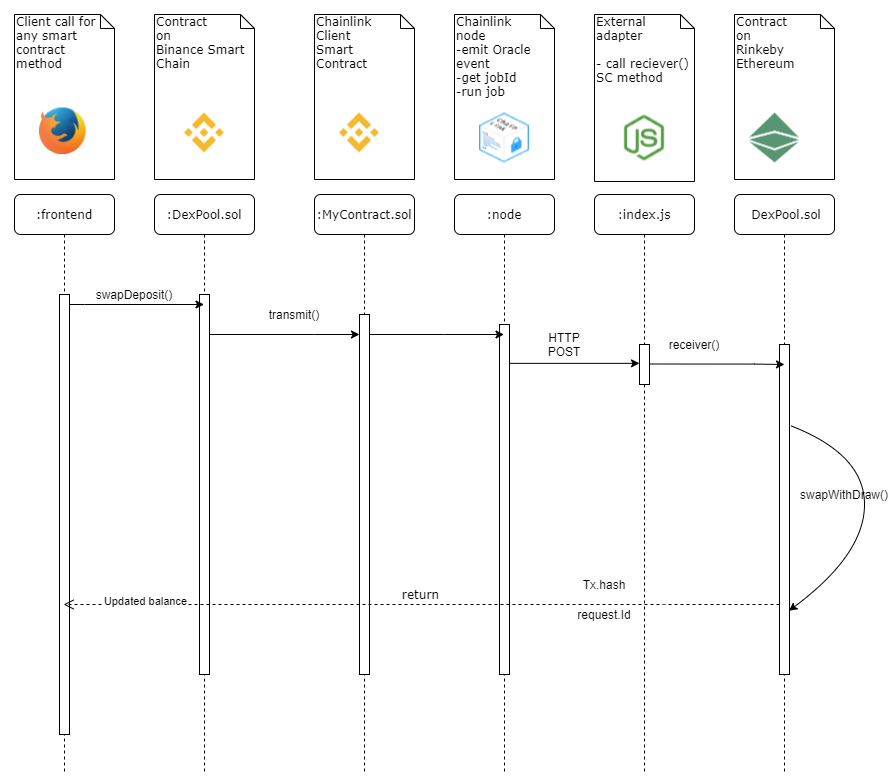 Client call for
any smart
contract
method
Contract
on
Binance Smart
Chain
Chainlink
Client
Smart
Contract
Chainlink
node
-emit Oracle
event
-get jobId
-run job
External
adapter
- call reciever()
SC method
Contract
on
Rinkeby
Ethereum
JS
:frontend
:DexPool.sol
:MyContract.sol
:node
:index.js
DexPool.sol
swapDeposit()
transmit()
HTTP
POST
receiver()
swapWithDraw()
Tx.hash
return
Updated balance
request.Id